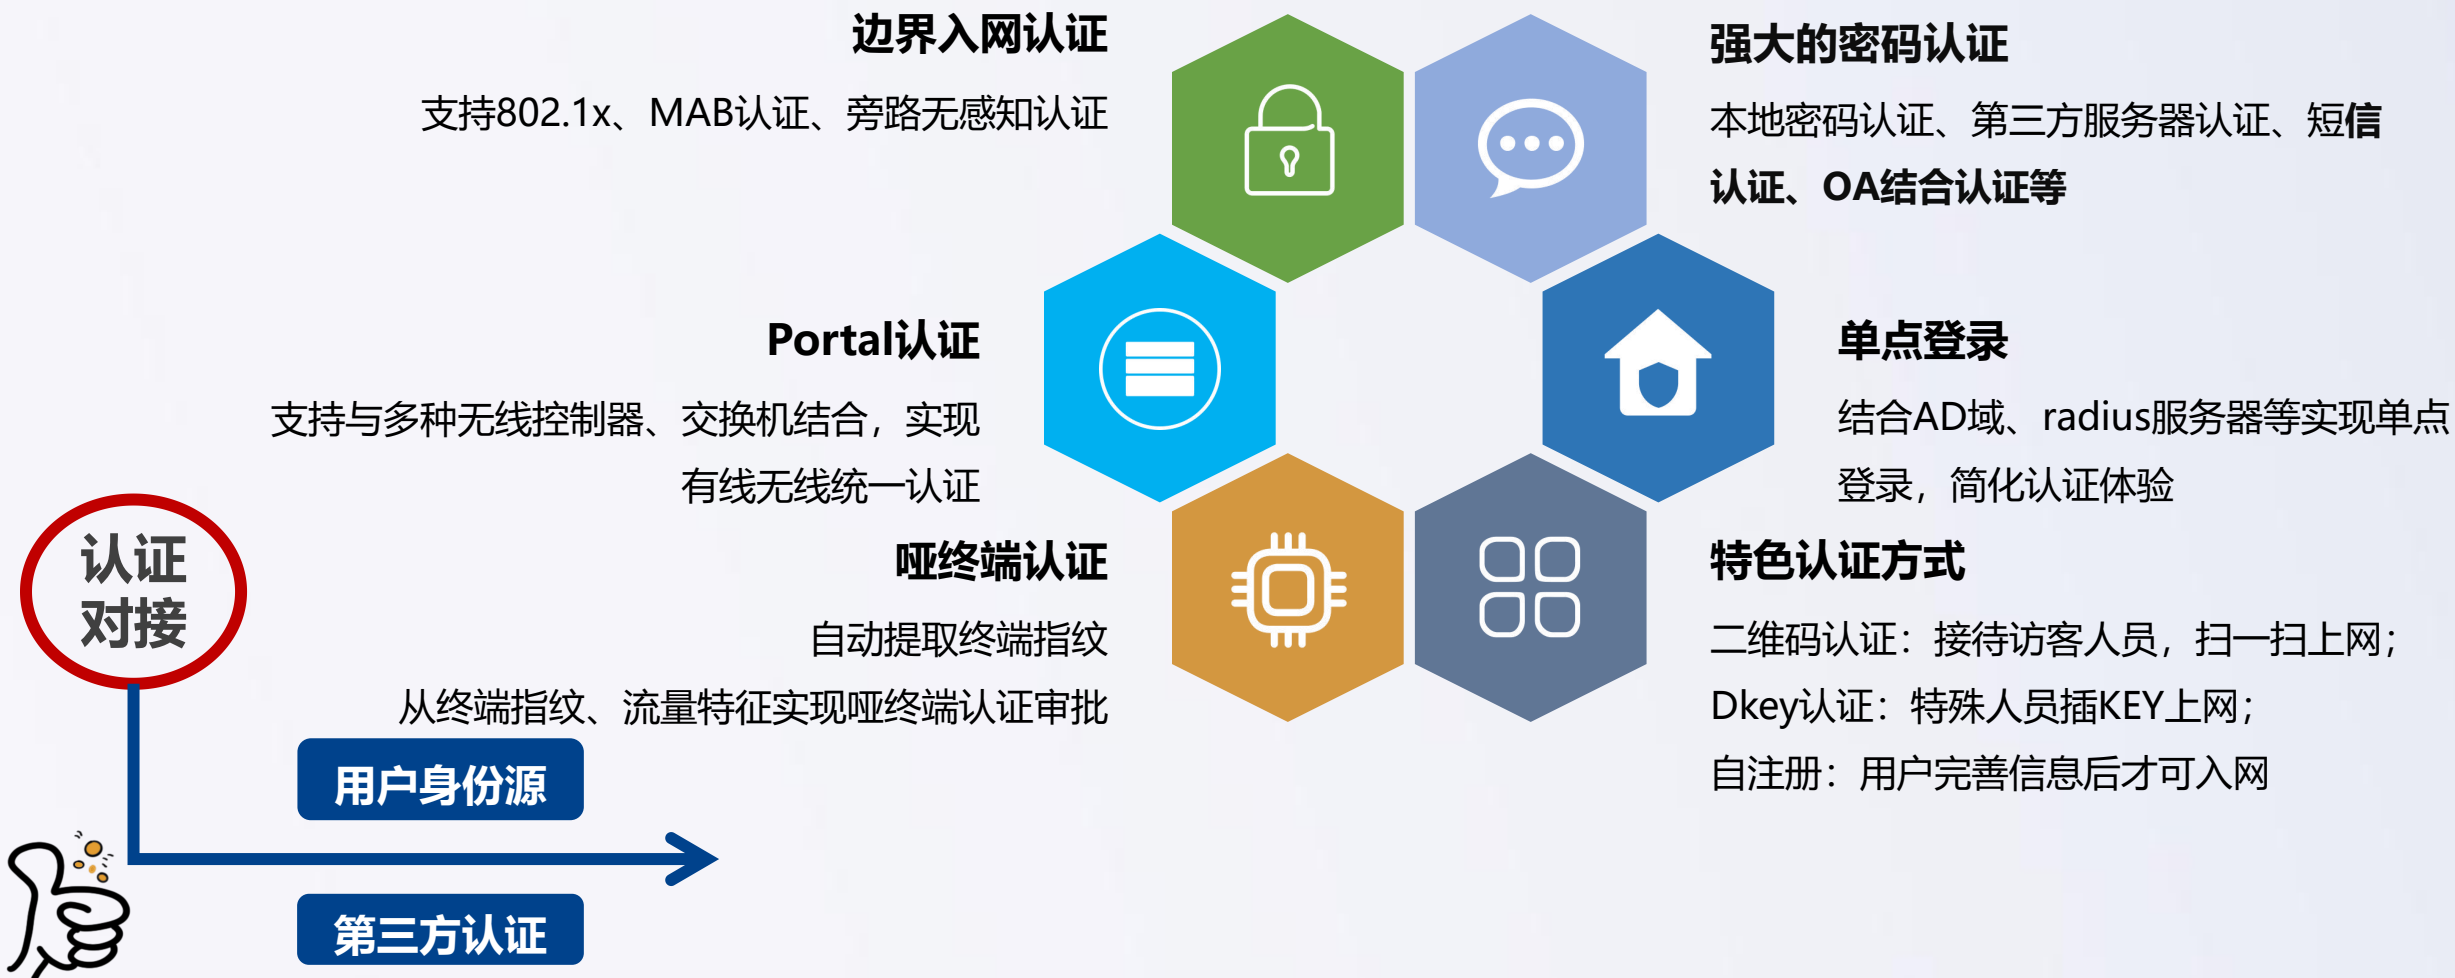 边界入网认证
支持802.1x、MAB认证、旁路无感知认证
强大的密码认证
本地密码认证、第三方服务器认证、短信
认证、OA结合认证等
Portal认证
支持与多种无线控制器、交换机结合，实现
有线无线统一认证
单点登录
结合AD域、radius服务器等实现单点
登录，简化认证体验
哑终端认证
自动提取终端指纹
从终端指纹、流量特征实现哑终端认证审批
特色认证方式
二维码认证：接待访客人员，扫一扫上网；
Dkey认证：特殊人员插KEY上网；
自注册：用户完善信息后才可入网
认证
对接
用户身份源
第三方认证